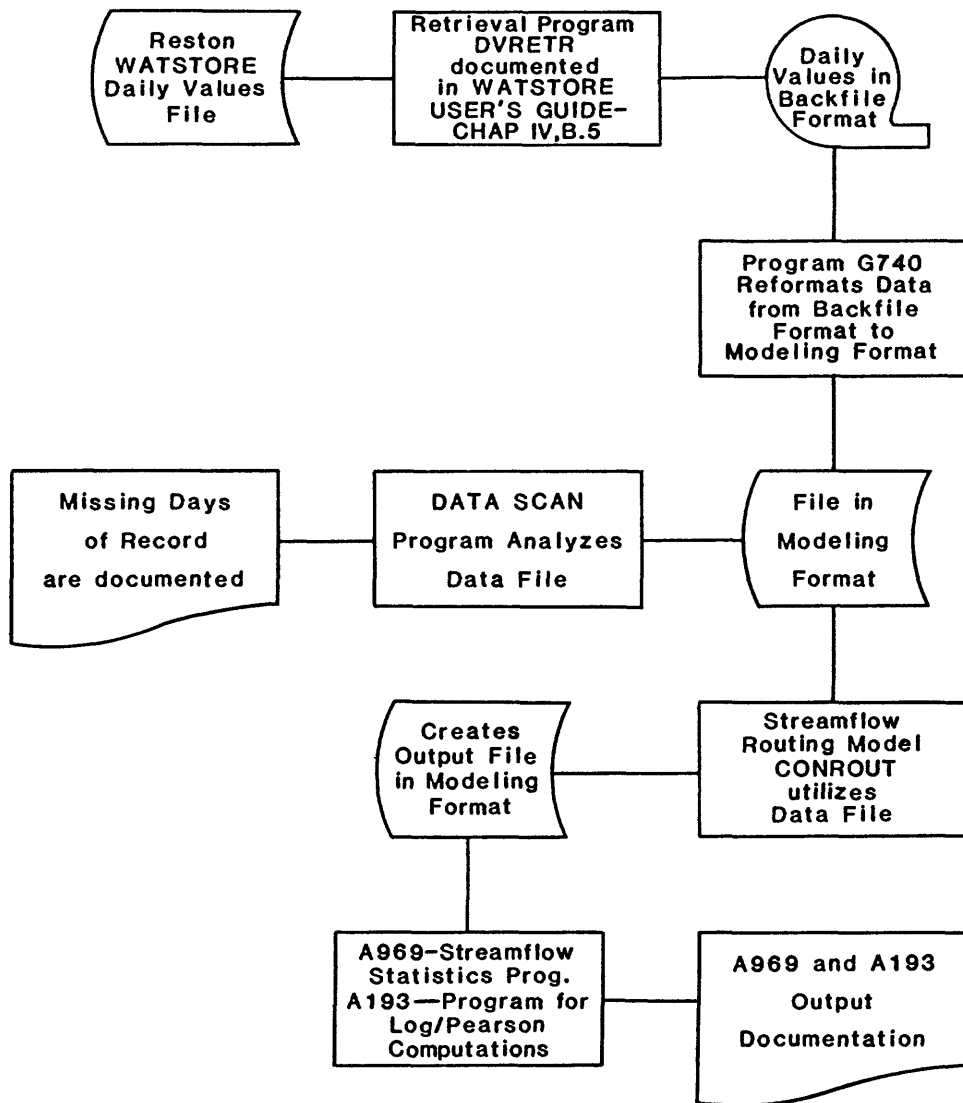 Reston
WATSTORE
Daily Values
File
Retrieval Program
DVRETR
documented
in WATSTORE
USER'S GUIDE-
CHAP IV,B.5
Daily
Values in
Backfile
Format
Program G740
Reformats Data
from Backfile
Format to
Modeling Format
Missing Days
of Record
are documented
DATA SCAN
Program Analyzes
Data File
File in
Modeling
Format
Creates
Output File
in Modeling
Format
Streamflow
Routing Model
CONROUT
utilizes
Data File
A969-Streamflow
Statistics Prog.
A193—Program for
Log/Pearson
Computations
A969 and A193
Output
Documentation